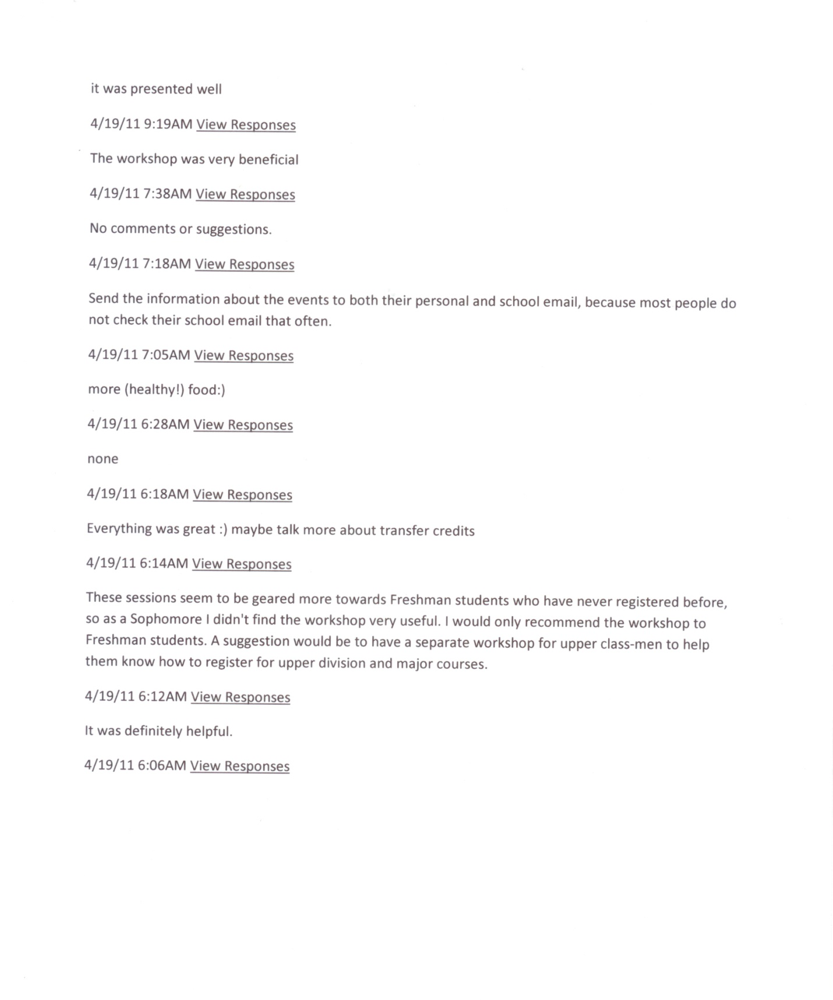 it was presented well
4/19/11 9:19AM View Responses
The workshop was very beneficial
4/19/11 7:38AM View Responses
No comments or suggestions.
4/19/11 7:18AM View Responses
Send the information about the events to both their personal and school email, because most people do
not check their school email that often.
4/19/11 7:05AM View Responses
more (healthy!) food:)
4/19/11 6:28AM View Responses
none
4/19/11 6:18AM View Responses
Everything was great :) maybe talk more about transfer credits
4/19/11 6:14AM View Responses
These sessions seem to be geared more towards Freshman students who have never registered before,
so as a Sophomore I didn't find the workshop very useful. I would only recommend the workshop to
Freshman students. A suggestion would be to have a separate workshop for upper class-men to help
them know how to register for upper division and major courses.
4/19/11 6:12AM View Responses
It was definitely helpful.
4/19/11 6:06AM View Responses